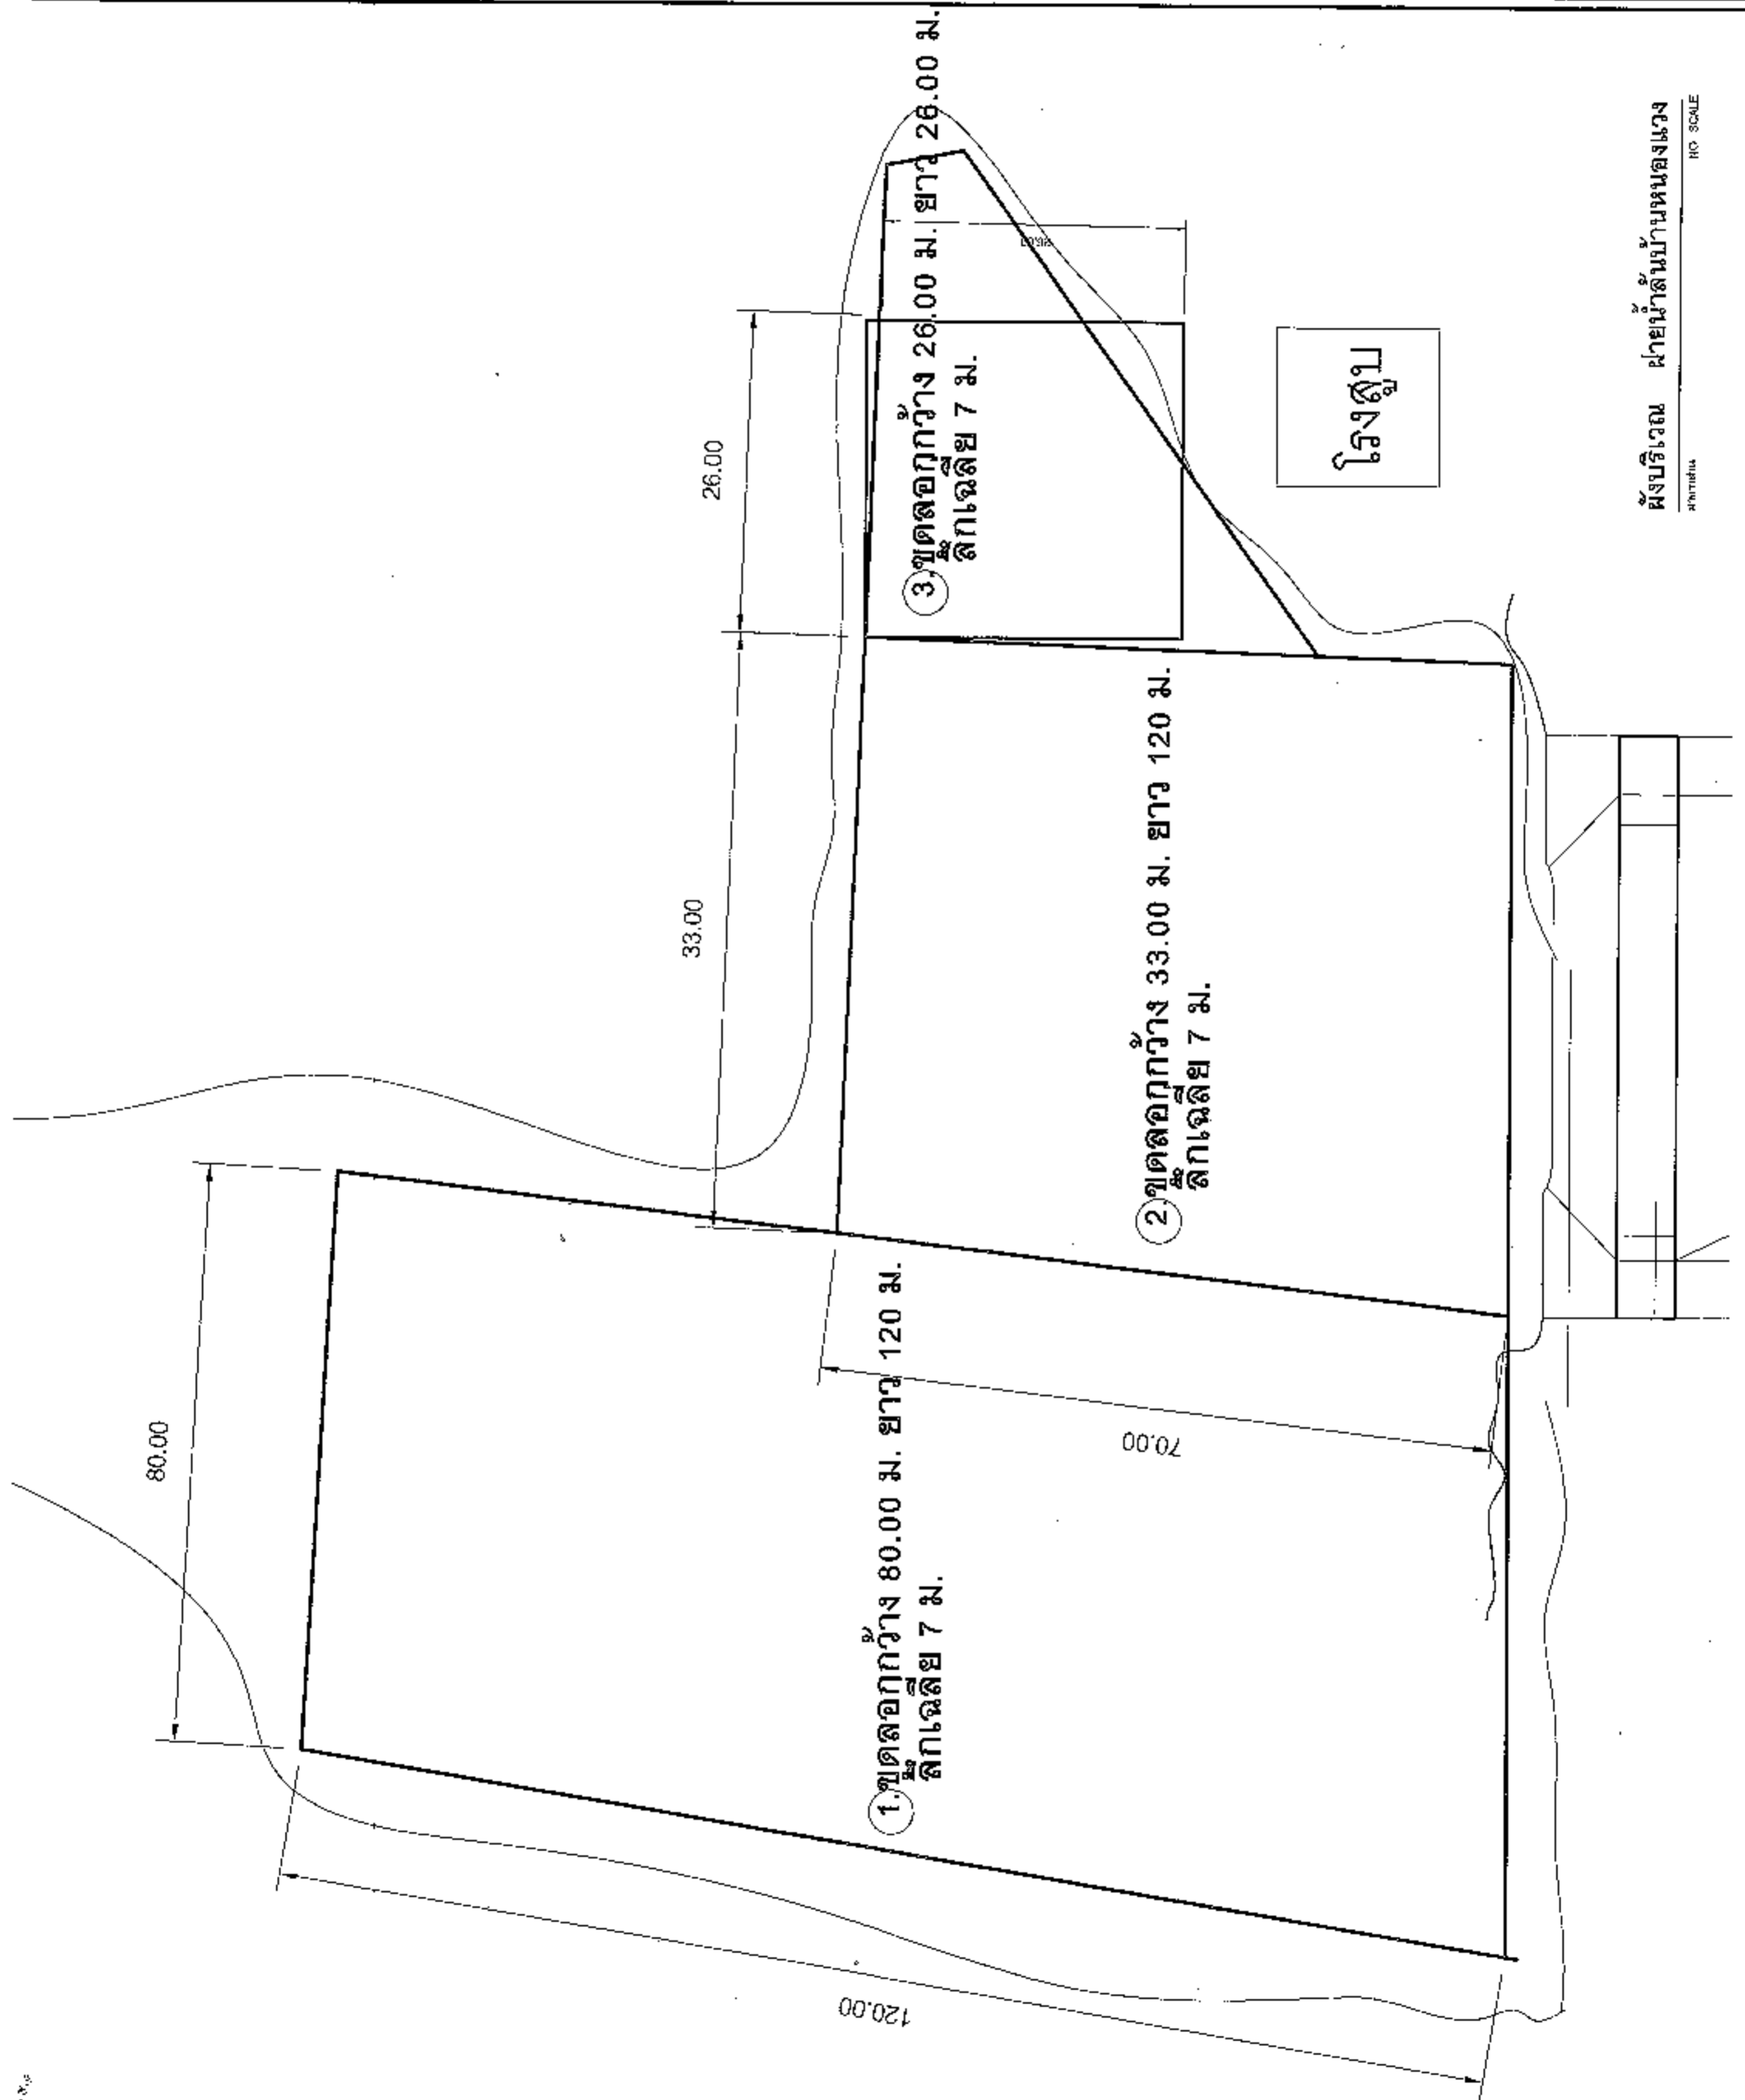 80.00
120.00
1.ขุดลอกกว้าง 80.00 ม. ยาว 120 ม.
ลึกเฉลี่ย 7 ม.
70.00
33.00
2.ขุดลอกกว้าง 33.00 ม. ยาว 120 ม.
ลึกเฉลี่ย 7 ม.
26.00
3.ขุดลอกกว้าง 26.00 ม. ยาว 26.00 ม.
ลึกเฉลี่ย 7 ม.
โรงสูบ
ผังบริเวณ ฝายน้ำล้นบ้านหนองแวง
NO SCALE